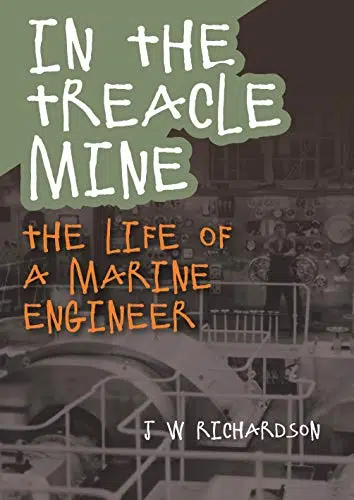 IN THE
TREACLE
MINE
THE LIFE OF
A MARINE
ENGINEER
J W RICHARDSON